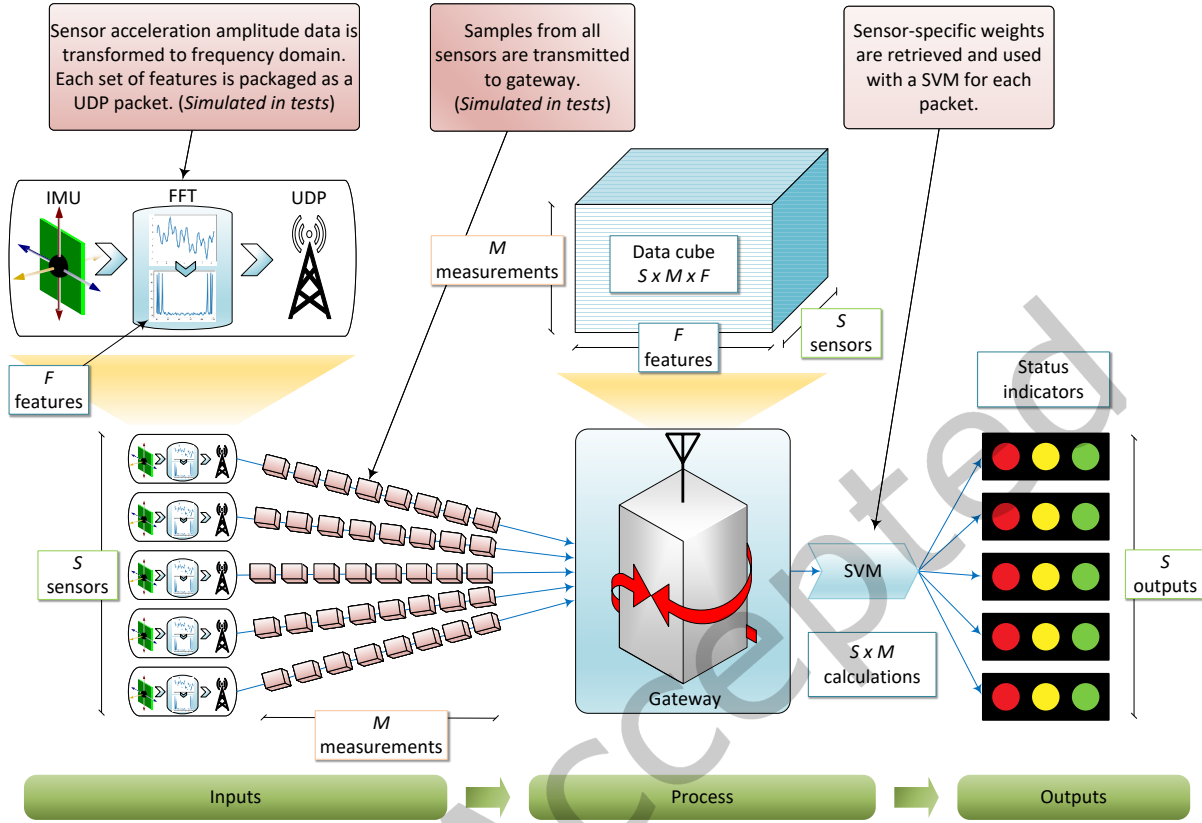 Sensor acceleration amplitude data is
transformed to frequency domain.
Each set of features is packaged as a
UDP packet. (Simulated in tests)
Samples from all
sensors are transmitted
to gateway.
(Simulated in tests)
Sensor-specific weights
are retrieved and used
with a SVM for each
packet.
IMU
FFT
UDP
F
features
M
measurements
Data cube
S x M x F
F
features
S
sensors
Status
indicators
S
sensors
M
measurements
Gateway
SVM
S x M
calculations
S
outputs
Inputs
Process
Outputs
Accepted